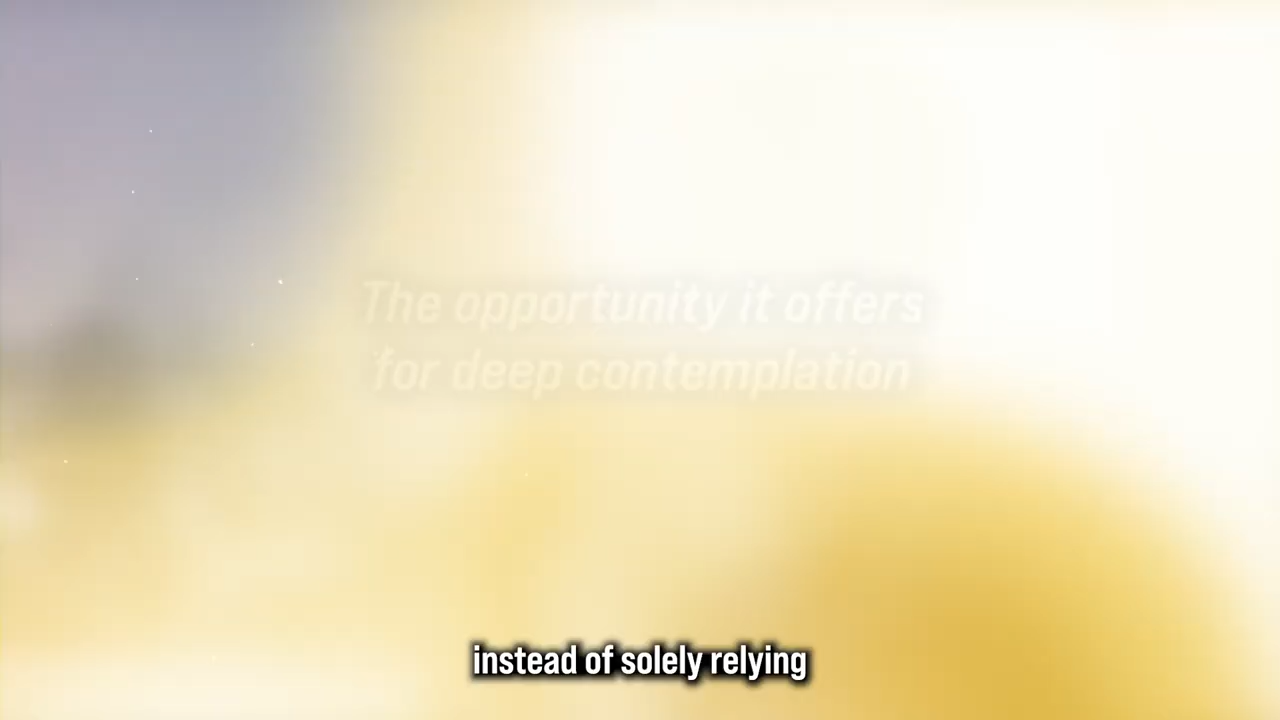 The opportunity it offers
for deep contemplation
instead of solely relying